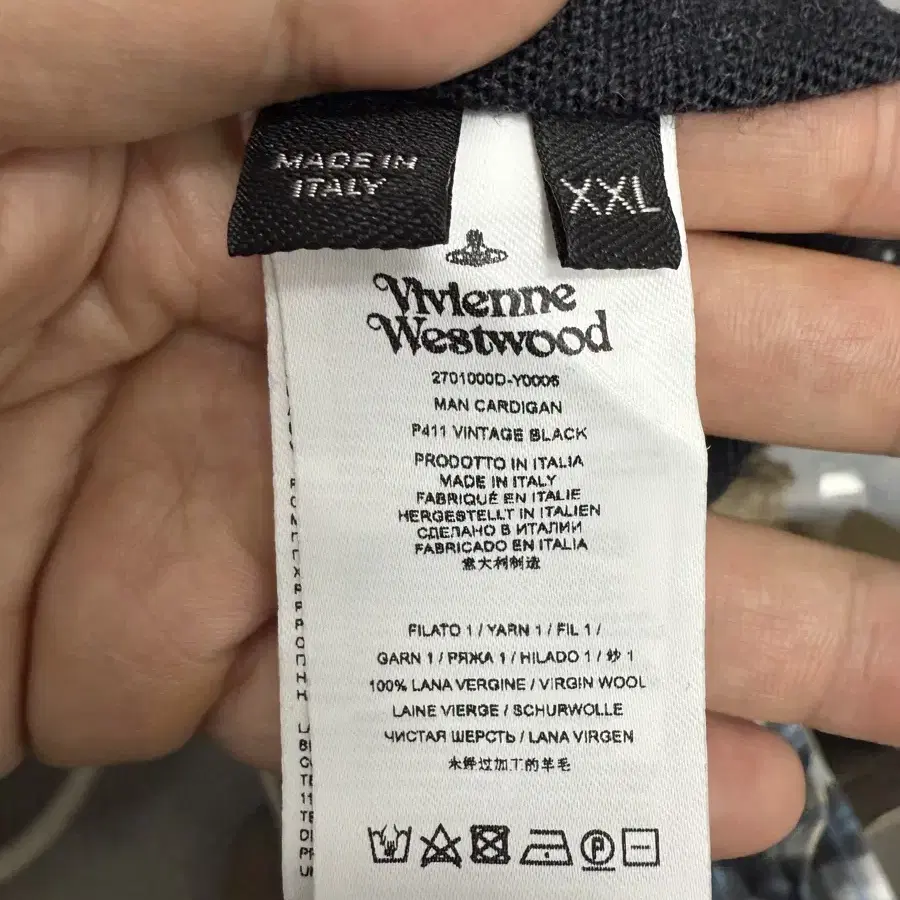 MADE IN
ITALY
XXL
Vivienne
Westwood
2701000D-Y0006
MAN CARDIGAN
P411 VINTAGE BLACK
PRODOTTO IN ITALIA
MADE IN ITALY
FABRIQUÉ EN ITALIE
HERGESTELLT IN ITALIEN
СДЕЛАНО В ИТАЛИИ
FABRICADO EN ITALIA
意大利制造
FILATO 1 / YARN 1 / FIL 1 /
GARN 1 / PЯЖA 1 / HILADO 1 / 纱 1
100% LANA VERGINE / VIRGIN WOOL
LAINE VIERGE / SCHURWOLLE
ЧИСТАЯ ШЕРСТЬ / LANA VIRGEN
未经过加工的羊毛
P